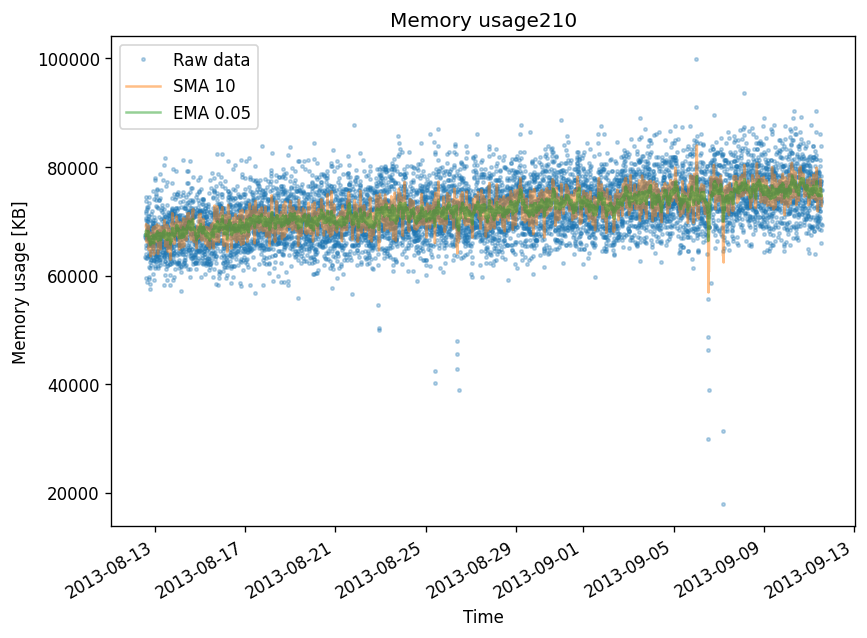 Memory usage210
Raw data
SMA 10
EMA 0.05
100000
80000
60000
40000
20000
Memory usage [KB]
2013-08-13
2013-08-17
2013-08-21
2013-08-25
2013-08-29
2013-09-01
2013-09-05
2013-09-09
2013-09-13
Time